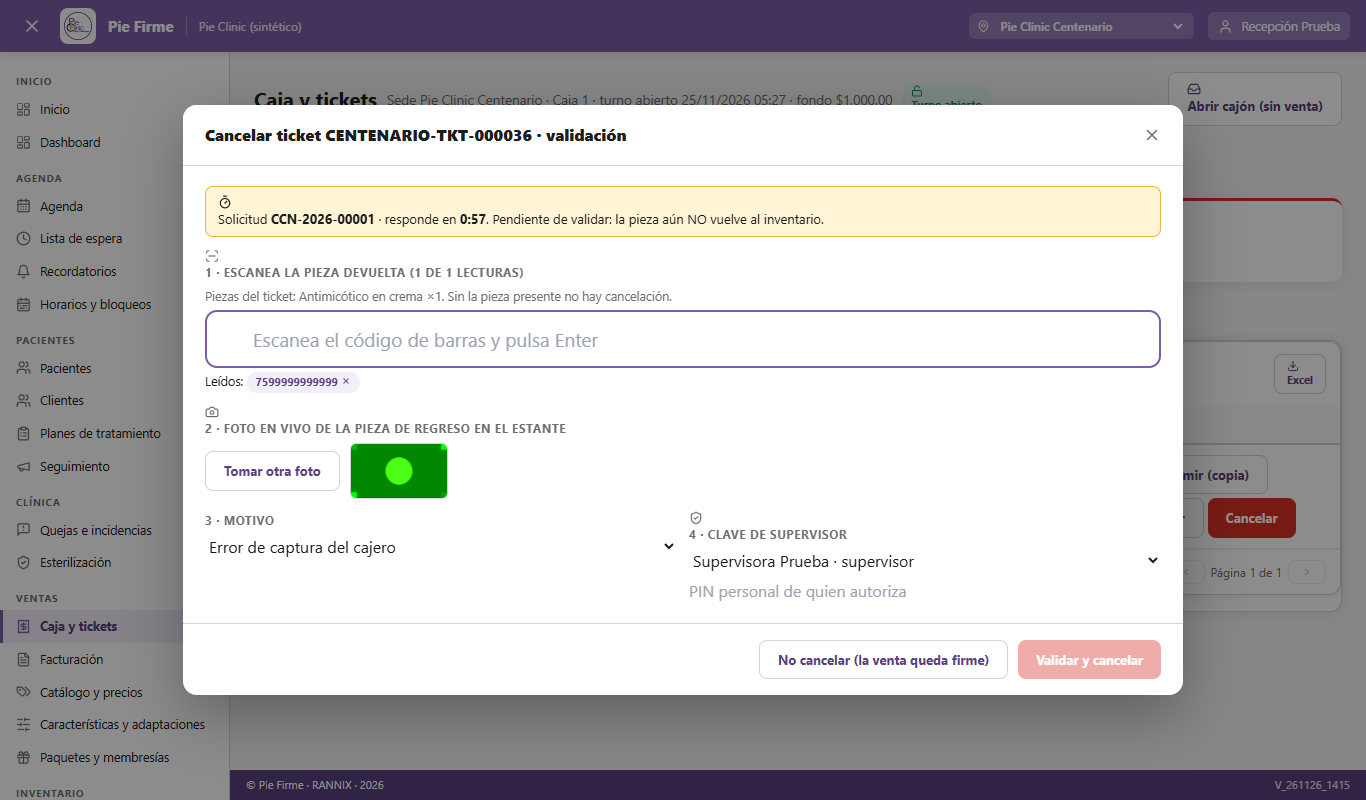 Pie Firme
Pie Clinic (sintético)
Pie Clinic Centenario
Recepción Prueba
INICIO
Inicio
Dashboard
AGENDA
Agenda
Lista de espera
Recordatorios
Horarios y bloqueos
PACIENTES
Pacientes
Clientes
Planes de tratamiento
Seguimiento
CLÍNICA
Quejas e incidencias
Esterilización
VENTAS
Caja y tickets
Facturación
Catálogo y precios
Características y adaptaciones
Paquetes y membresías
INVENTARIO
Caja y tickets Sede Pie Clinic Centenario · Caja 1 · turno abierto 25/11/2026 05:27 · fondo $1,000.00
Turno abierto
Abrir cajón (sin venta)
Cancelar ticket CENTENARIO-TKT-000036 · validación
Solicitud CCN-2026-00001 · responde en 0:57. Pendiente de validar: la pieza aún NO vuelve al inventario.
1 · ESCANEA LA PIEZA DEVUELTA (1 DE 1 LECTURAS)
Piezas del ticket: Antimicótico en crema ×1. Sin la pieza presente no hay cancelación.
Escanea el código de barras y pulsa Enter
Leídos: 7599999999999 ×
2 · FOTO EN VIVO DE LA PIEZA DE REGRESO EN EL ESTANTE
Tomar otra foto
3 · MOTIVO
Error de captura del cajero
4 · CLAVE DE SUPERVISOR
Supervisora Prueba · supervisor
PIN personal de quien autoriza
No cancelar (la venta queda firme)
Validar y cancelar
Excel
(copia)
Cancelar
Página 1 de 1
© Pie Firme · RANNIX · 2026
V_261126_1415